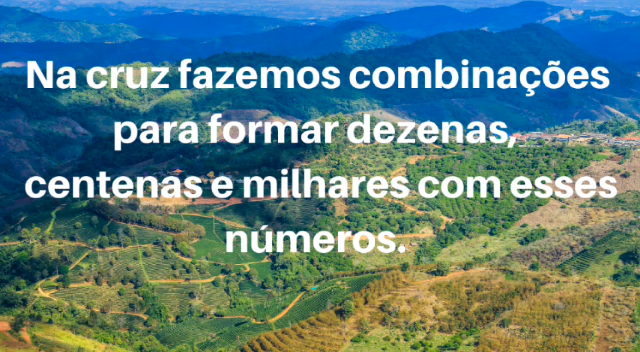 Na cruz fazemos combinações
para formar dezenas,
centenas e milhares com esses
números.